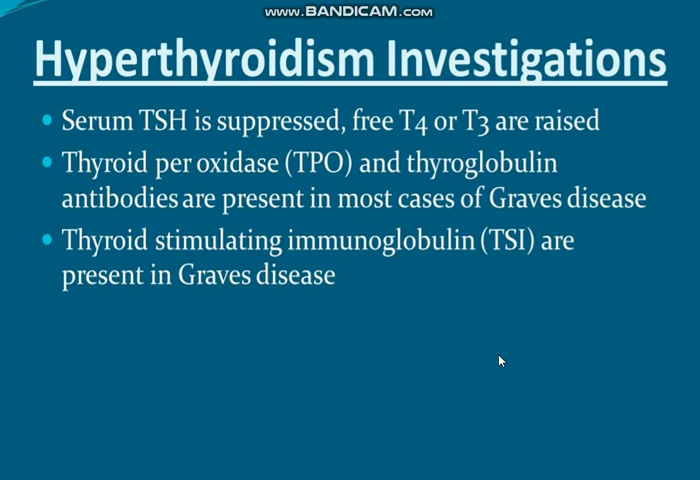 www.BANDICAM.com
Hyperthyroidism Investigations
Serum TSH is suppressed, free T4 or T3 are raised
Thyroid per oxidase (TPO) and thyroglobulin
antibodies are present in most cases of Graves disease
Thyroid stimulating immunoglobulin (TSI) are
present in Graves disease